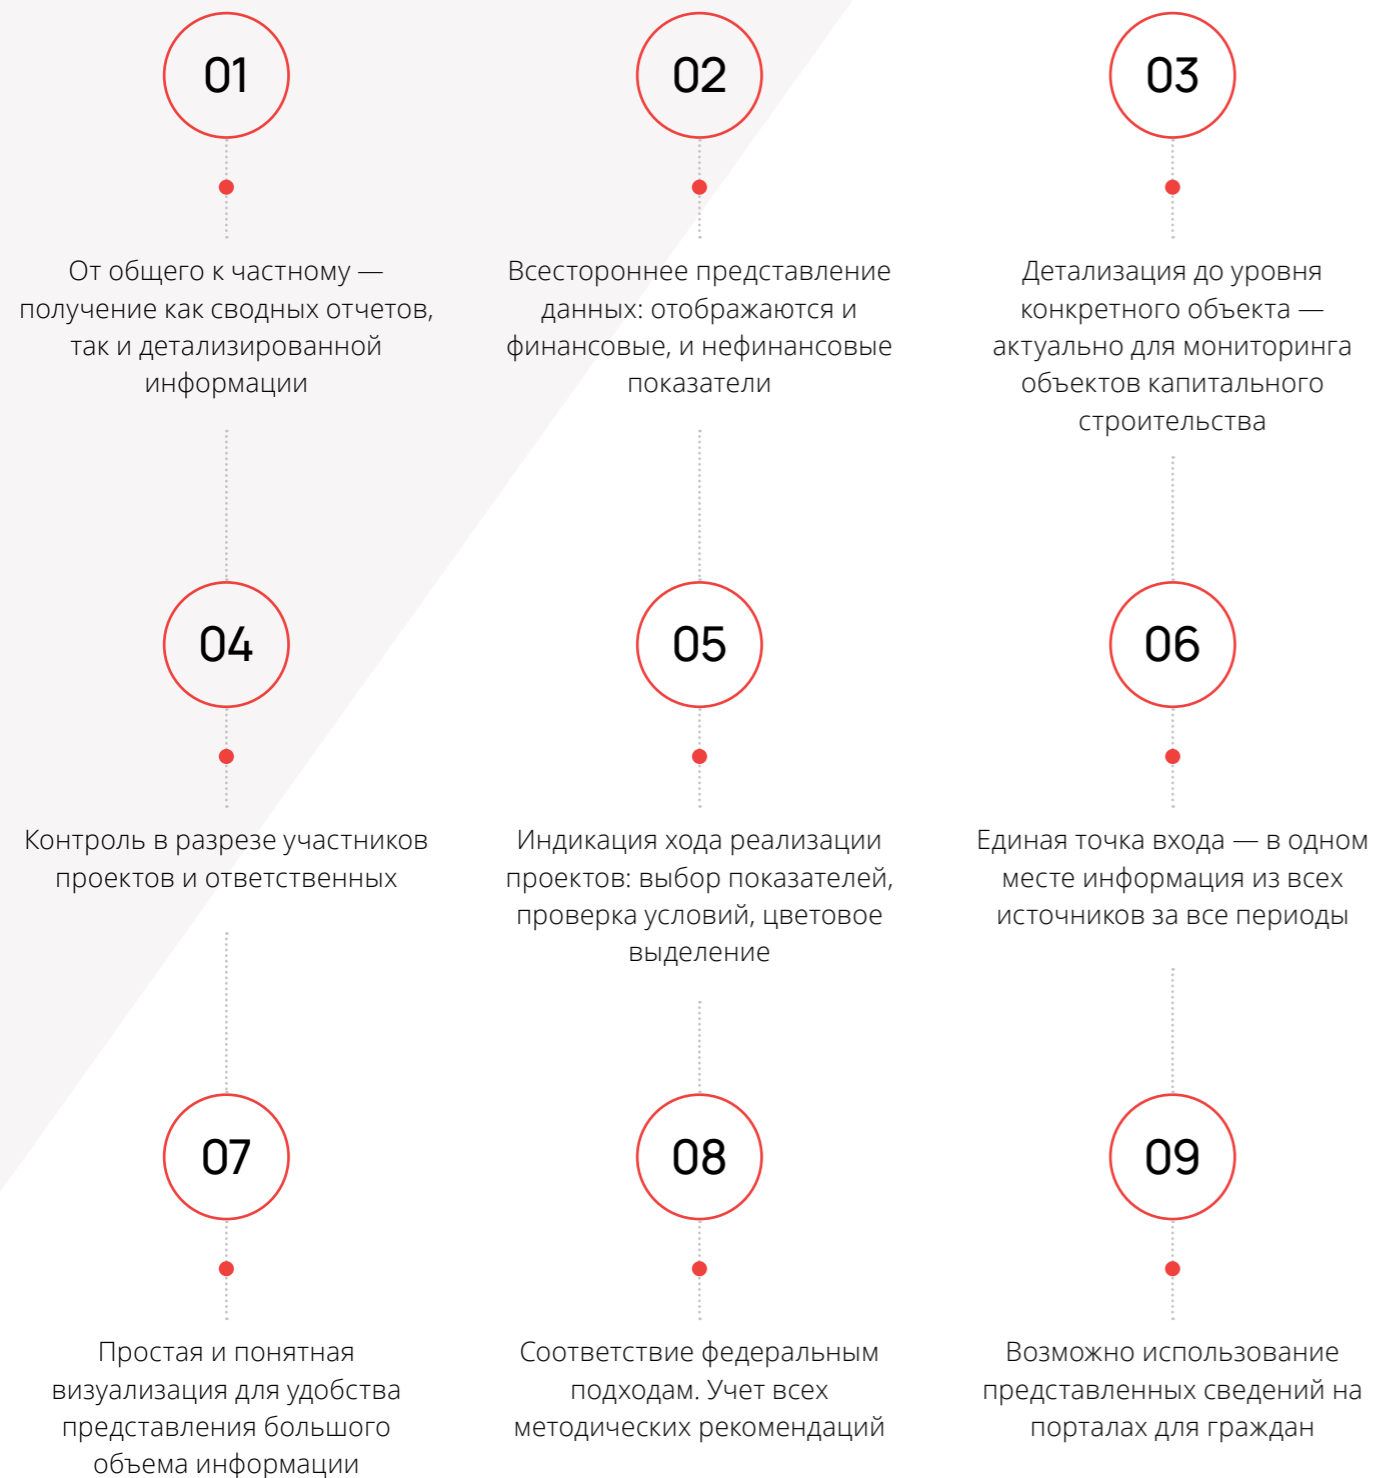 01
От общего к частному —
получение как сводных отчетов,
так и детализированной
информации
02
Всестороннее представление
данных: отображаются и
финансовые, и нефинансовые
показатели
03
Детализация до уровня
конкретного объекта —
актуально для мониторинга
объектов капитального
строительства
04
Контроль в разрезе участников
проектов и ответственных
05
Индикация хода реализации
проектов: выбор показателей,
проверка условий, цветовое
выделение
06
Единая точка входа — в одном
месте информация из всех
источников за все периоды
07
Простая и понятная
визуализация для удобства
представления большого
объема информации
08
Соответствие федеральным
подходам. Учет всех
методических рекомендаций
09
Возможно использование
представленных сведений на
порталах для граждан